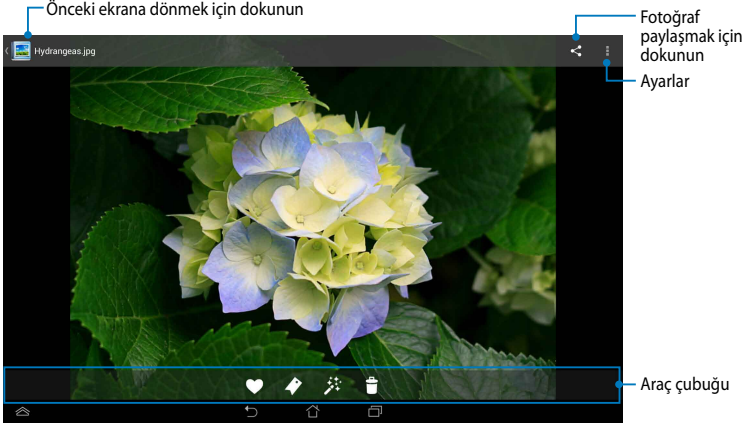 Önceki ekrana dönmek için dokunun
Fotoğraf
paylaşmak için
dokunun
Hydrangeas.jpg
Ayarlar
Araç çubuğu